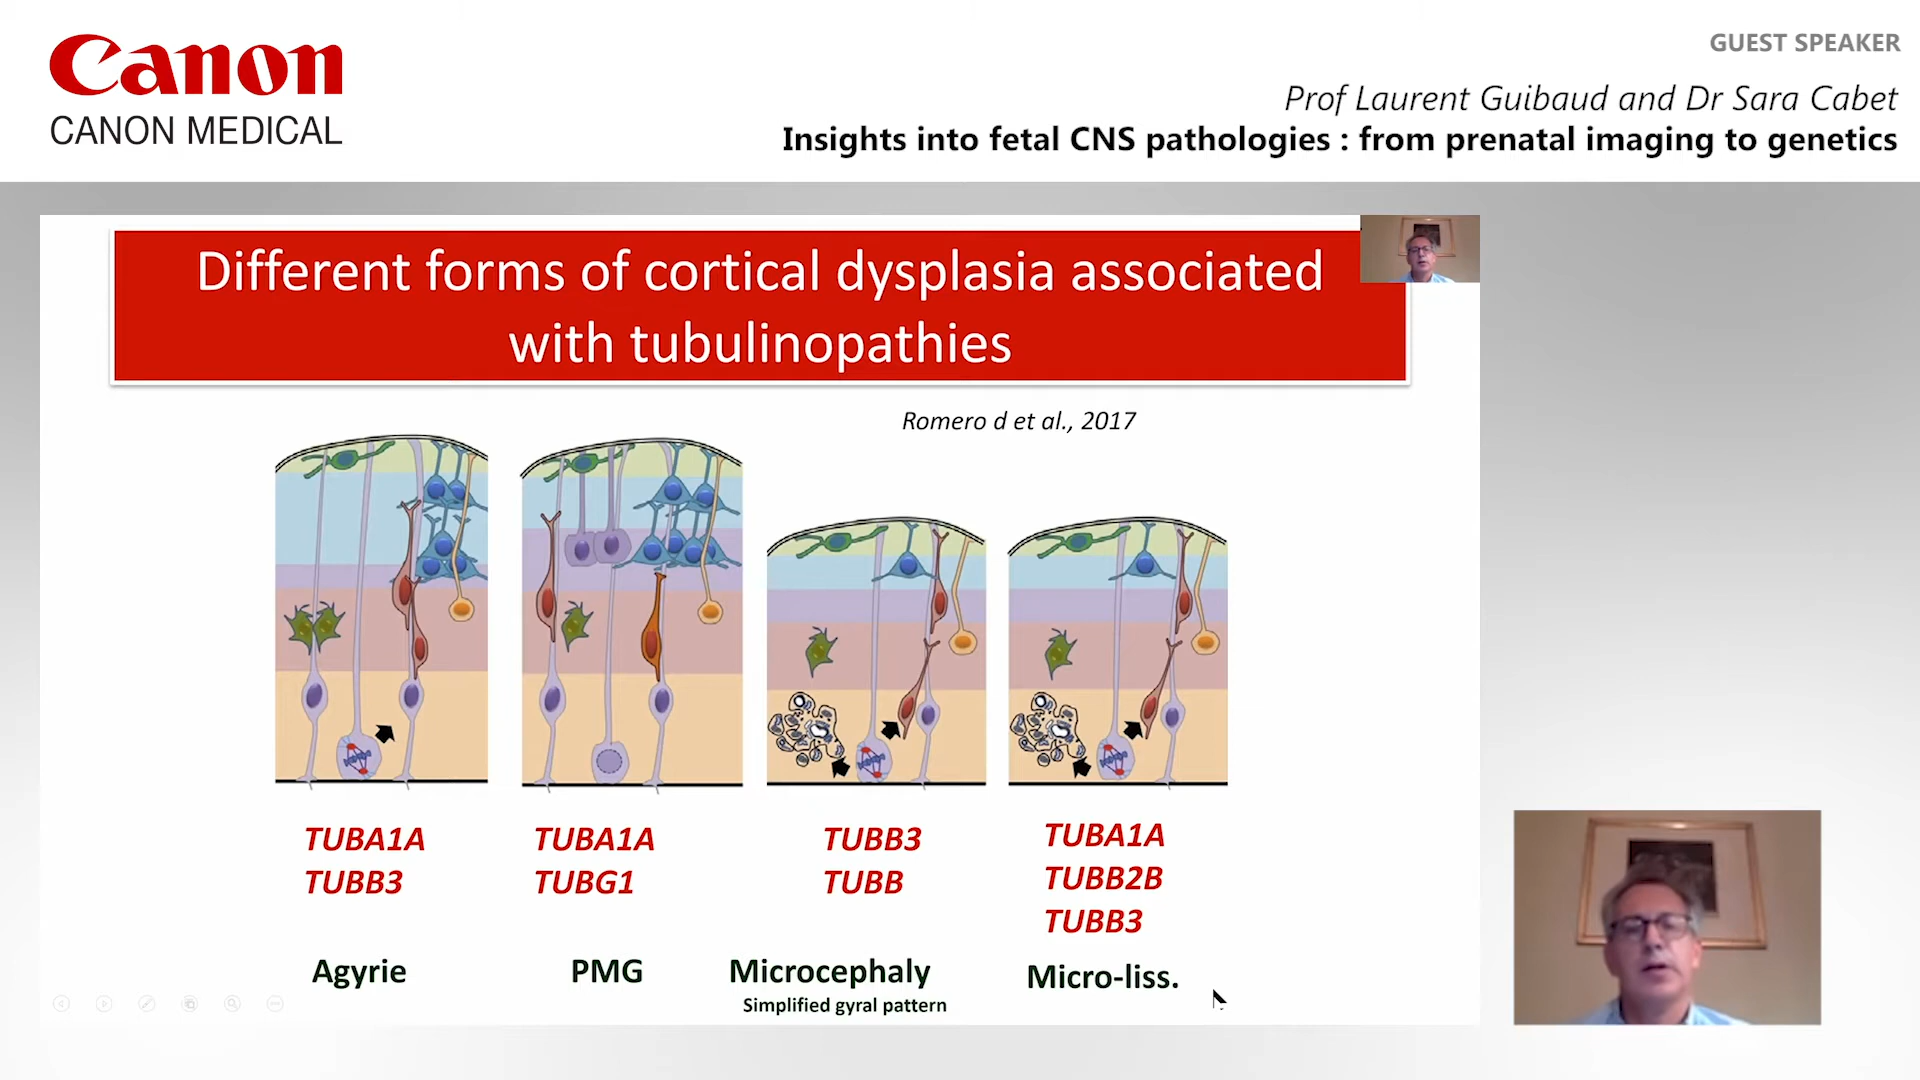 Canon
CANON MEDICAL
GUEST SPEAKER
Prof Laurent Guibaud and Dr Sara Cabet
Insights into fetal CNS pathologies : from prenatal imaging to genetics
Different forms of cortical dysplasia associated
with tubulinopathies
Romero d et al., 2017
TUBA1A
TUBB3
TUBA1A
TUBG1
TUBB3
TUBB
TUBA1A
TUBB2B
TUBB3
Agyrie
PMG
Microcephaly
Simplified gyral pattern
Micro-liss.